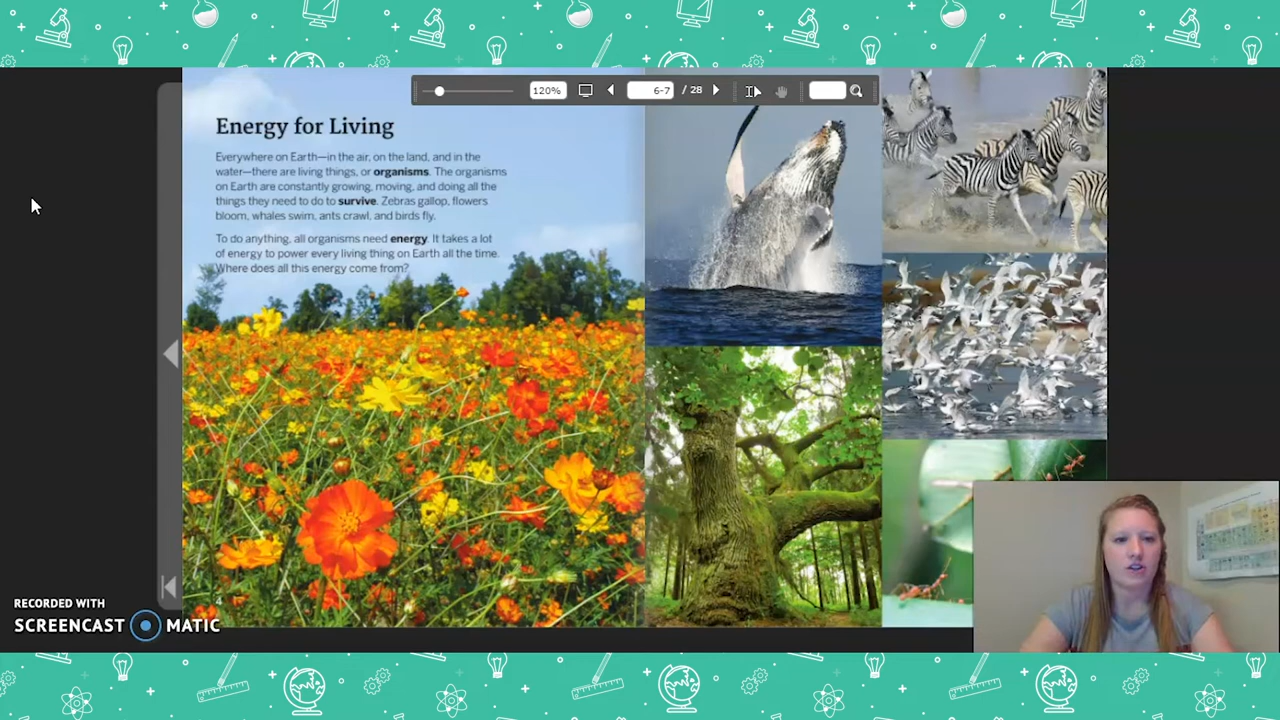 120%
6-7
/ 28
Energy for Living
Everywhere on Earth—in the air, on the land, and in the
water—there are living things, or organisms. The organisms
on Earth are constantly growing, moving, and doing all the
things they need to do to survive. Zebras gallop, flowers
bloom, whales swim, ants crawl, and birds fly.
To do anything, all organisms need energy. It takes a lot
of energy to power every living thing on Earth all the time.
Where does all this energy come from?
4
RECORDED WITH
SCREENCAST MATIC